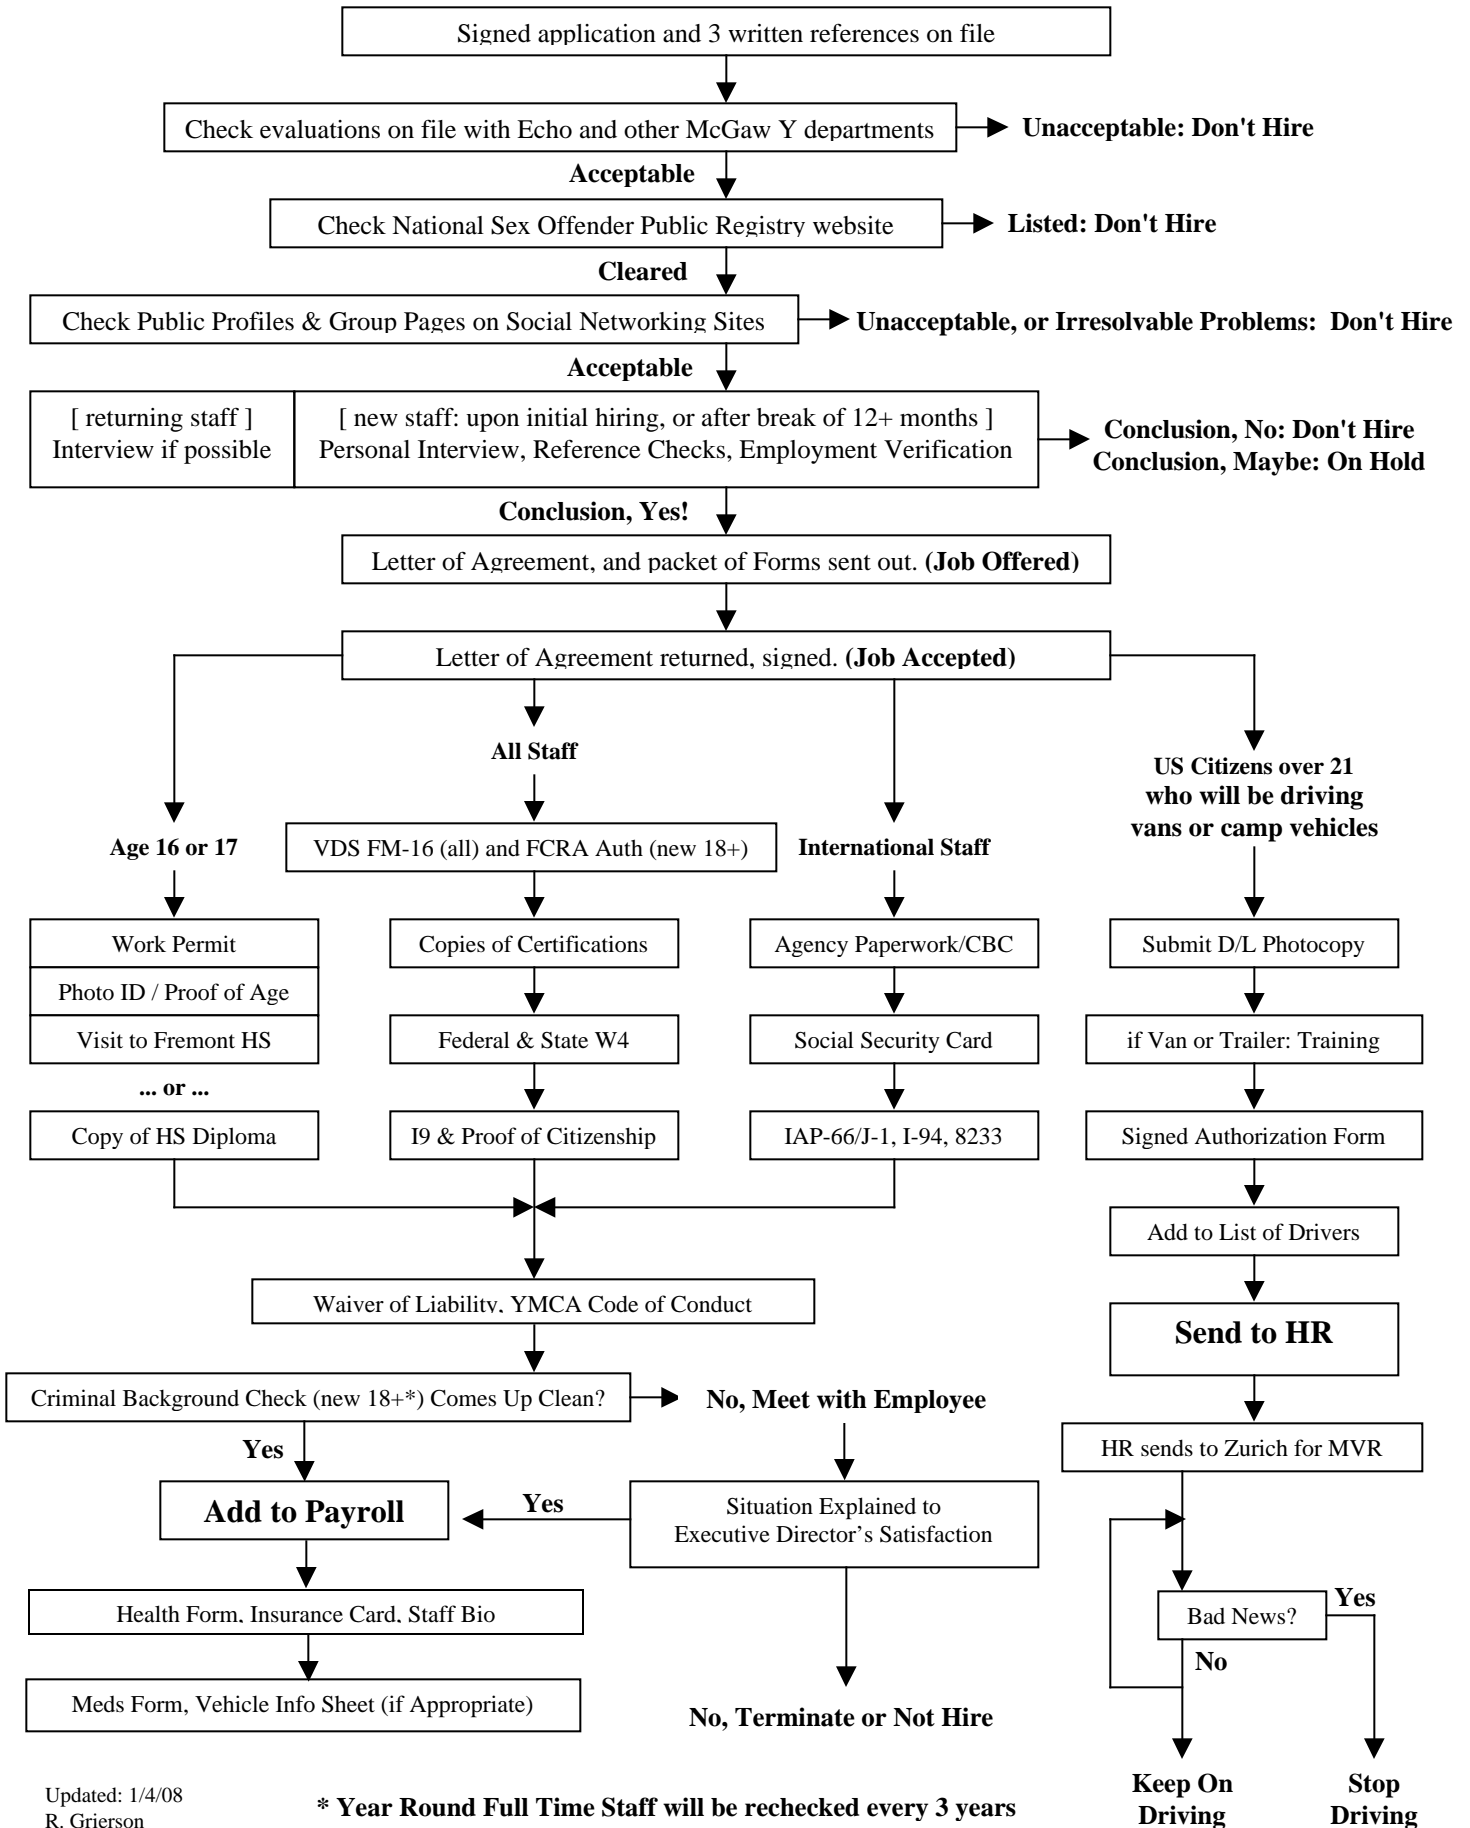 Signed application and 3 written references on file
Check evaluations on file with Echo and other McGaw Y departments
Unacceptable: Don't Hire
Acceptable
Check National Sex Offender Public Registry website
Listed: Don't Hire
Cleared
Check Public Profiles & Group Pages on Social Networking Sites
Unacceptable, or Irresolvable Problems:  Don't Hire
Acceptable
[ returning staff ]
Interview if possible
[ new staff: upon initial hiring, or after break of 12+ months ]
Personal Interview, Reference Checks, Employment Verification
Conclusion, No: Don't Hire
Conclusion, Maybe: On Hold
Conclusion, Yes!
Letter of Agreement, and packet of Forms sent out. (Job Offered)
Letter of Agreement returned, signed. (Job Accepted)
Age 16 or 17
Work Permit
Photo ID / Proof of Age
Visit to Fremont HS
... or ...
Copy of HS Diploma
All Staff
VDS FM-16 (all) and FCRA Auth (new 18+)
Copies of Certifications
Federal & State W4
I9 & Proof of Citizenship
International Staff
Agency Paperwork/CBC
Social Security Card
IAP-66/J-1, I-94, 8233
US Citizens over 21
who will be driving
vans or camp vehicles
Submit D/L Photocopy
if Van or Trailer: Training
Signed Authorization Form
Add to List of Drivers
Send to HR
HR sends to Zurich for MVR
Bad News?
Yes
No
Keep On
Driving
Stop
Driving
Waiver of Liability, YMCA Code of Conduct
Criminal Background Check (new 18+*) Comes Up Clean?
No, Meet with Employee
Yes
Add to Payroll
Yes
Situation Explained to
Executive Director’s Satisfaction
Health Form, Insurance Card, Staff Bio
Meds Form, Vehicle Info Sheet (if Appropriate)
No, Terminate or Not Hire
Updated: 1/4/08
R. Grierson
* Year Round Full Time Staff will be rechecked every 3 years